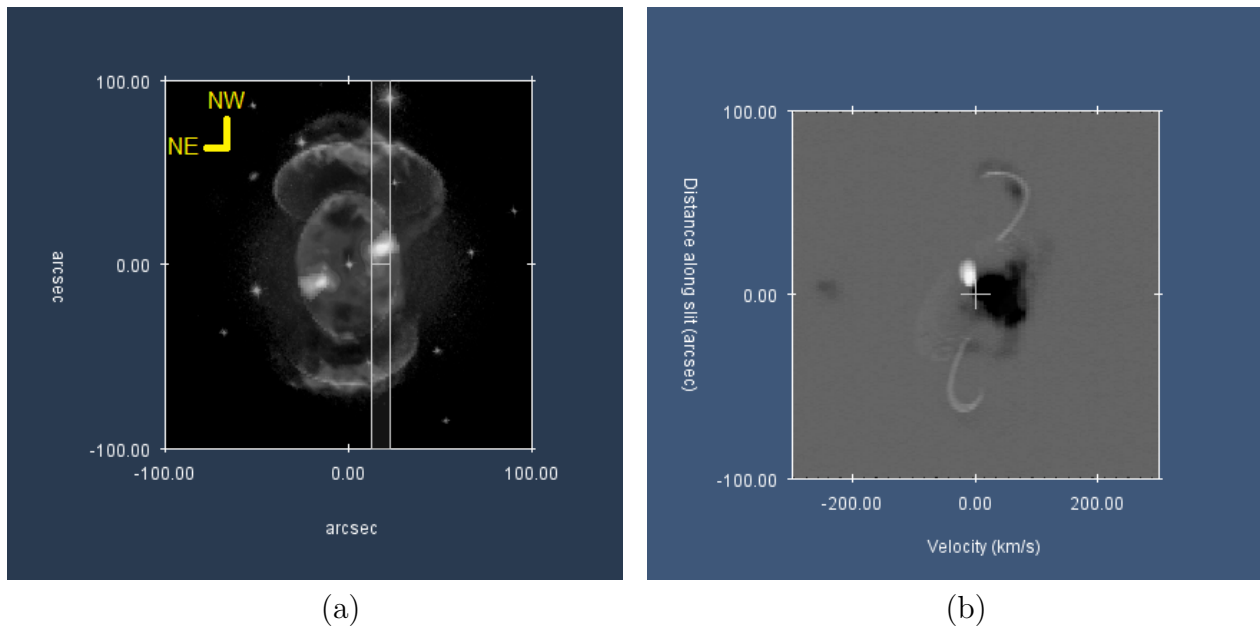 100.00
NW
NE
arcsec
0.00
-100.00
-100.00
0.00
100.00
arcsec
(a)
100.00
Distance along slit (arcsec)
0.00
-100.00
-200.00
0.00
200.00
Velocity (km/s)
(b)